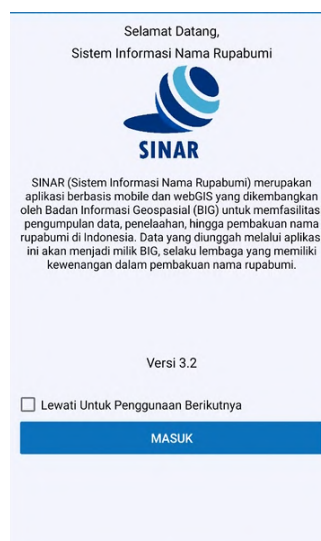 Selamat Datang,
Sistem Informasi Nama Rupabumi
SINAR
SINAR (Sistem Informasi Nama Rupabumi) merupakan
aplikasi berbasis mobile dan webGIS yang dikembangkan
oleh Badan Informasi Geospasial (BIG) untuk memfasilitas
pengumpulan data, penelaahan, hingga pembakuan nama
rupabumi di Indonesia. Data yang diunggah melalui aplikas
ini akan menjadi milik BIG, selaku lembaga yang memiliki
kewenangan dalam pembakuan nama rupabumi.
Versi 3.2
Lewati Untuk Penggunaan Berikutnya
MASUK